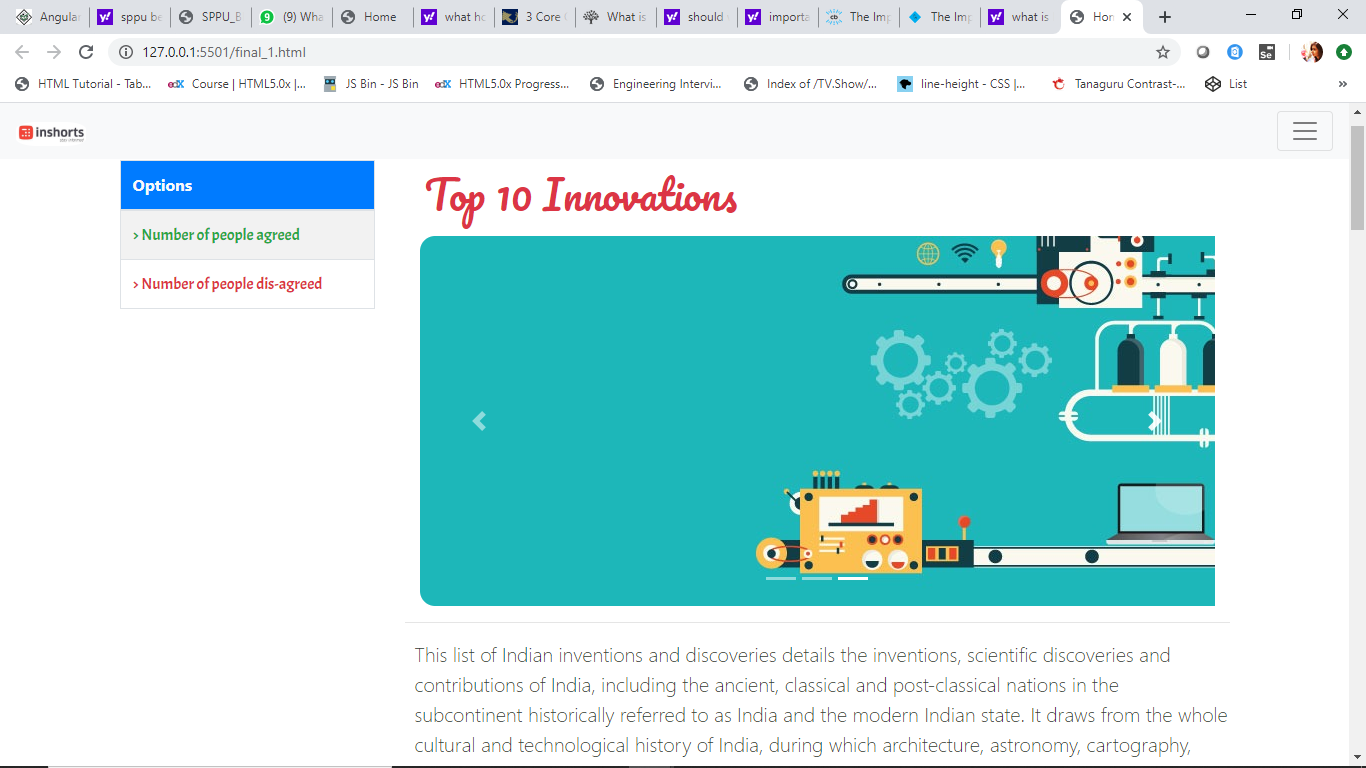 Angular
sppu be
SPPU_B
(9) Wha
Home
what ho
3 Core
What is
should
importa
The Imp
The Imp
what is
Hom
127.0.0.1:5501/final_1.html
HTML Tutorial - Tab...
Course | HTML5.0x |...
JS Bin - JS Bin
HTML5.0x Progress...
Engineering Intervi...
Index of /TV.Show/...
line-height - CSS |...
Tanaguru Contrast-...
List
»
inshorts
Options
> Number of people agreed
> Number of people dis-agreed
Top 10 Innovations
This list of Indian inventions and discoveries details the inventions, scientific discoveries and
contributions of India, including the ancient, classical and post-classical nations in the
subcontinent historically referred to as India and the modern Indian state. It draws from the whole
cultural and technological history of India, during which architecture, astronomy, cartography,